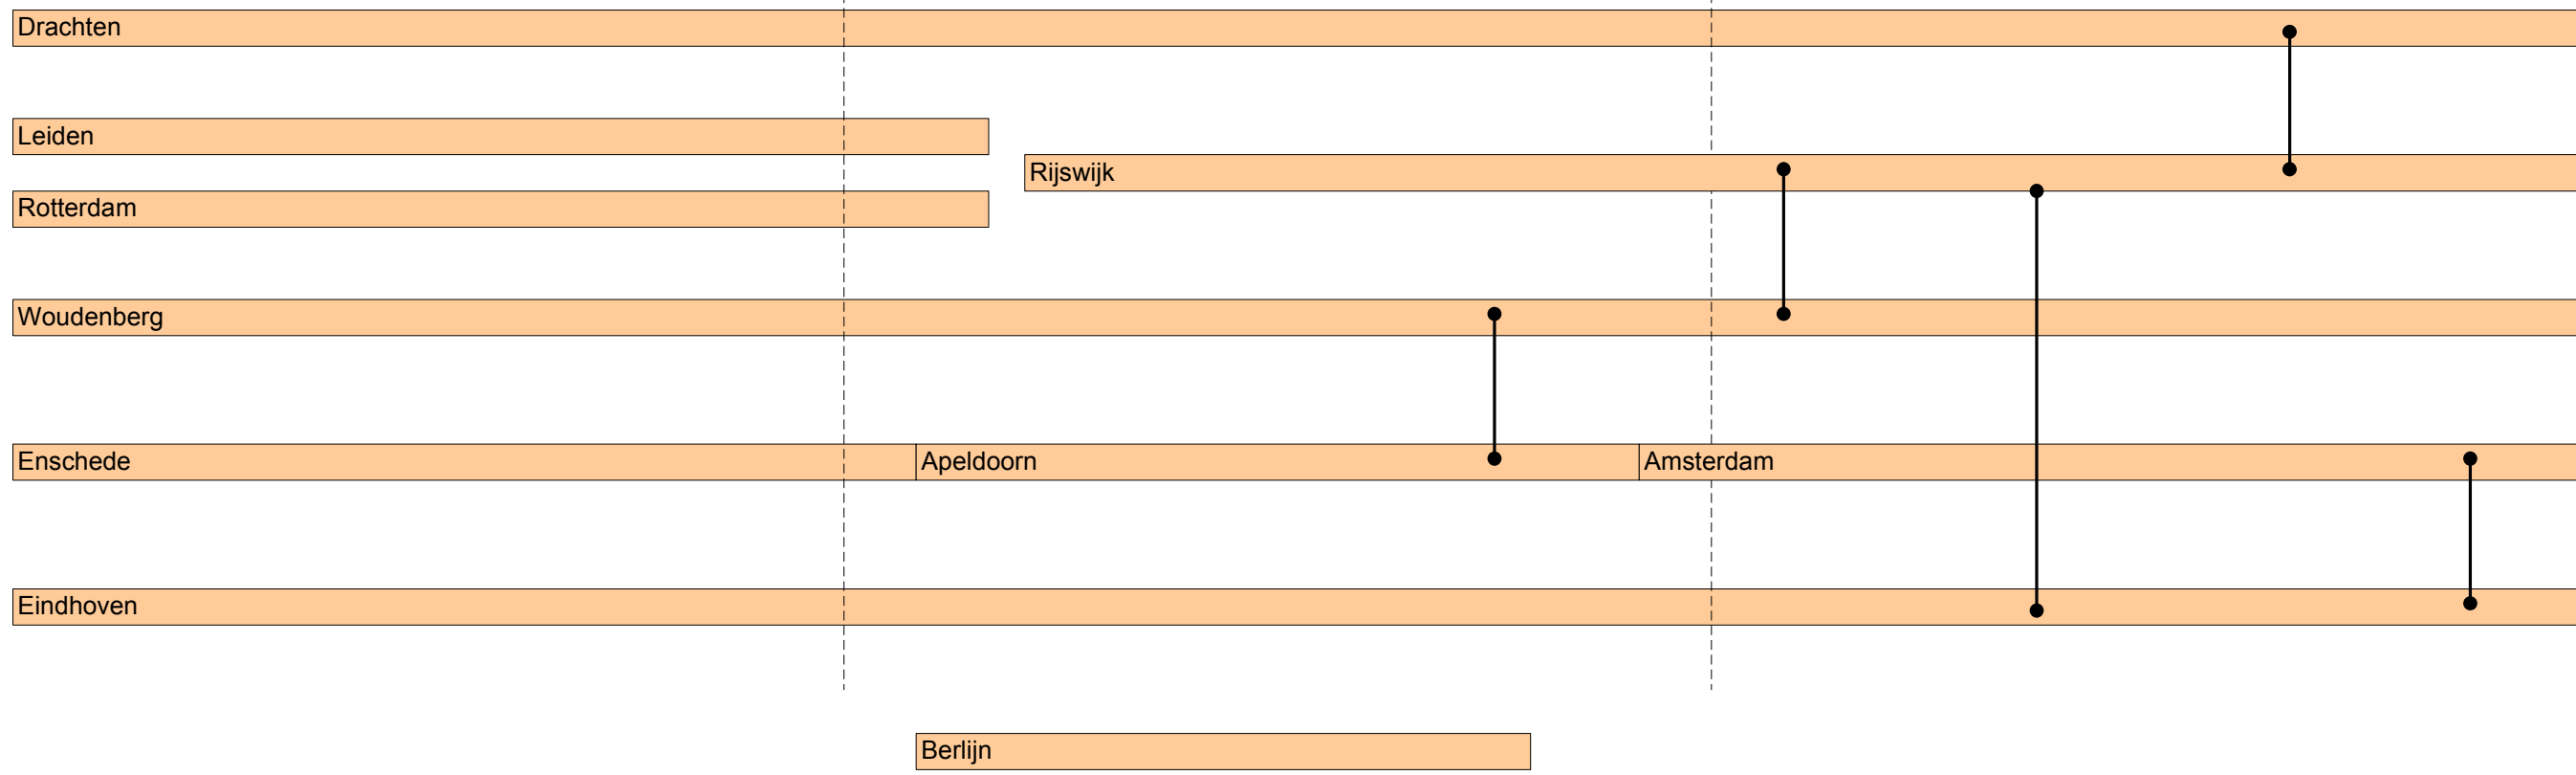 Drachten
Leiden
Rijswijk
Rotterdam
Woudenberg
Enschede
Apeldoorn
Amsterdam
Eindhoven
Berlijn